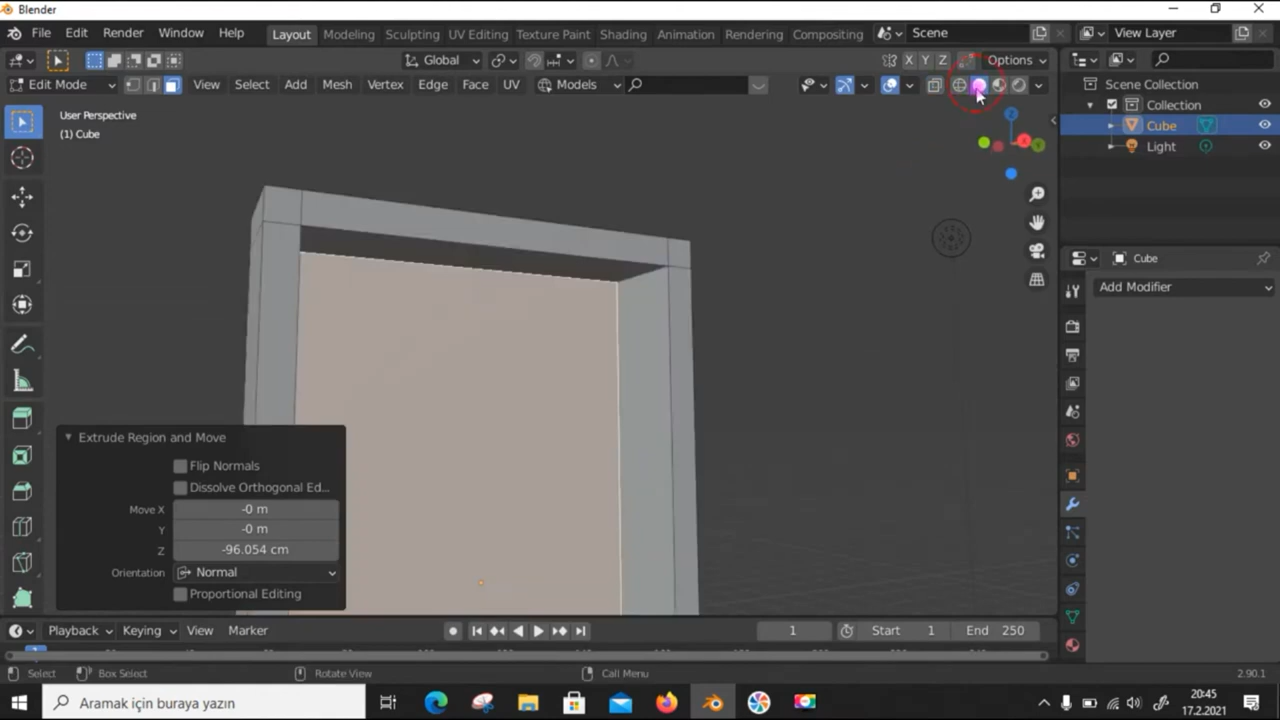 Blender
File Edit Render Window Help Layout Modeling Sculpting UV Editing Texture Paint Shading Animation Rendering Compositing Scene View Layer
Global X Y Z Options
Edit Mode View Select Add Mesh Vertex Edge Face UV Models
Scene Collection
Collection
Cube
Light
User Perspective
(1) Cube
Z
X
Y
Cube
Add Modifier
Extrude Region and Move
Flip Normals
Dissolve Orthogonal Ed...
Move X -0 m
Y -0 m
Z -96.054 cm
Orientation Normal
Proportional Editing
Playback Keying View Marker 1 Start 1 End 250
Select Box Select Rotate View Call Menu 2.90.1
Aramak için buraya yazın
20:45
17.2.2021